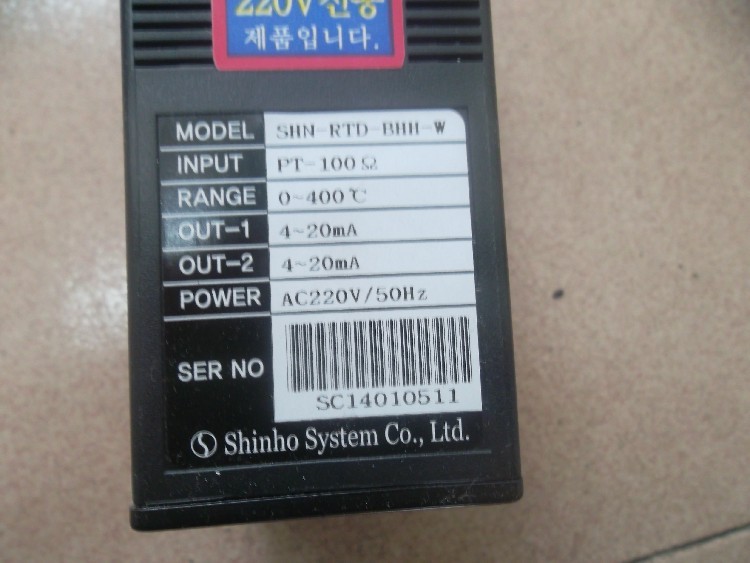 220V전용
제품입니다.
MODEL SHN-RTD-BHH-W
INPUT PT-100Ω
RANGE 0~400℃
OUT-1 4~20mA
OUT-2 4~20mA
POWER AC220V/50Hz
SER NO
SC14010511
Shinho System Co., Ltd.